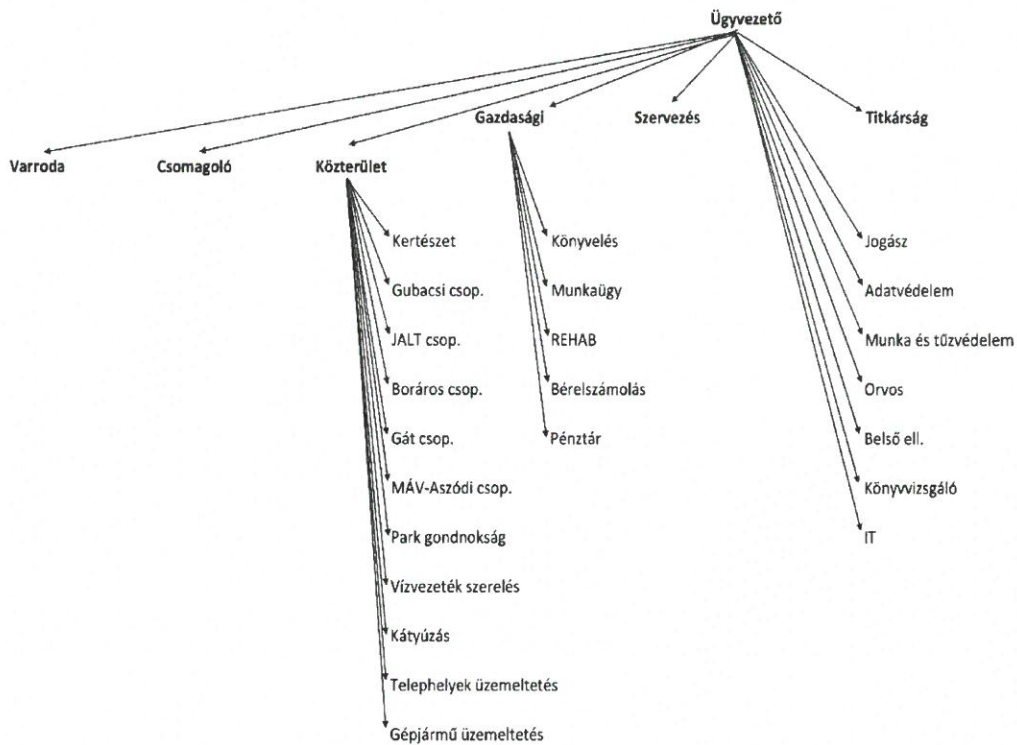 Ügyvezető
Gazdasági
Szervezés
Titkárság
Varroda
Csomagoló
Közterület
Kertészet
Gubacsi csop.
JALT csop.
Boráros csop.
Gát csop.
MÁV-Aszódi csop.
Park gondnokság
Vízvezeték szerelés
Kátyúzás
Telephelyek üzemeltetés
Gépjármű üzemeltetés
Könyvelés
Munkaügy
REHAB
Bérelszámolás
Pénztár
Jogász
Adatvédelem
Munka és tűzvédelem
Orvos
Belső ell.
Könyvvizsgáló
IT